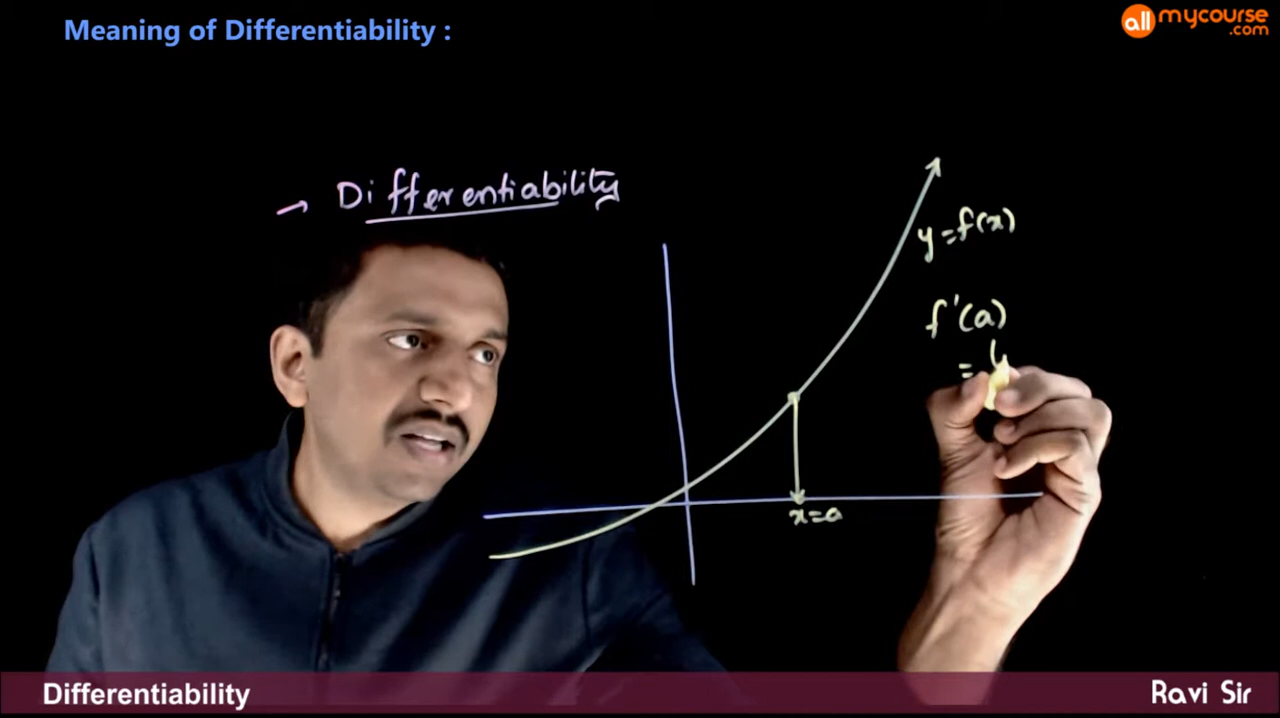 Meaning of Differentiability :
all mycourse
.com
→ Differentiability
y=f(x)
f'(a)
=
x=a
Differentiability
Ravi Sir